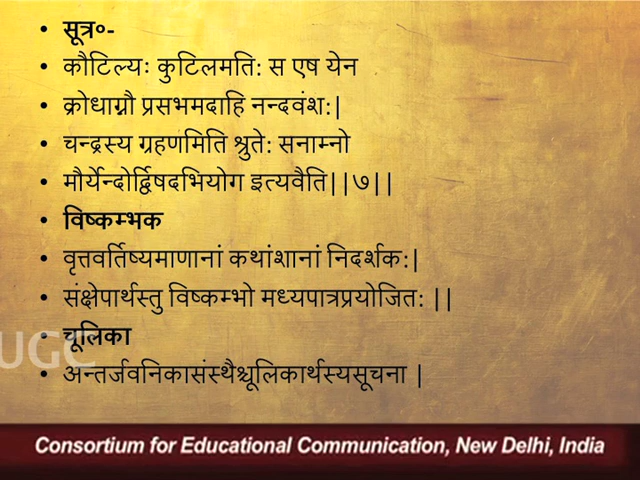 • सूत्र०-
• कौटिल्यः कुटिलमति: स एष येन
• क्रोधाग्नौ प्रसभमदाहि नन्दवंश:|
• चन्द्रस्य ग्रहणमिति श्रुते: सनाम्नो
• मौर्येन्दोर्द्विषदभियोग इत्यवैति||७||
• विष्कम्भक
• वृत्तवर्तिष्यमाणानां कथांशानां निदर्शक:|
• संक्षेपार्थस्तु विष्कम्भो मध्यपात्रप्रयोजित: ||
• चूलिका
UGC
• अन्तर्जवनिकासंस्थैश्चूलिकार्थस्यसूचना |
Consortium for Educational Communication, New Delhi, India